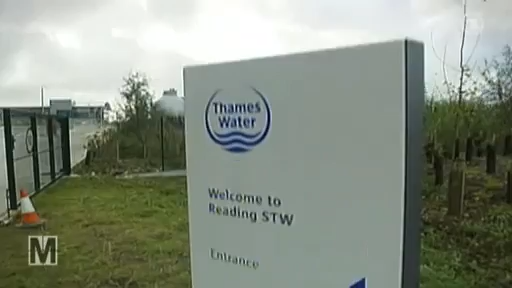 Thames
Water
Welcome to
Reading STW
Entrance
M